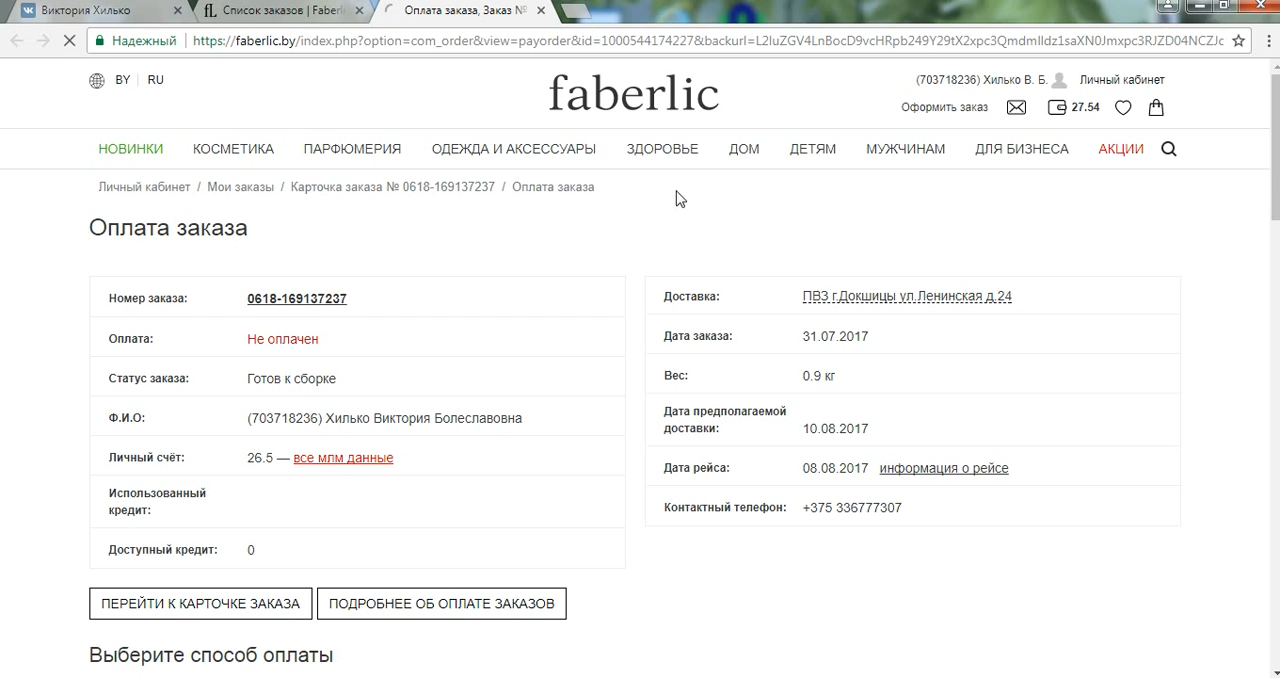 Виктория Хилько
fL Список заказов | Faberli
Оплата заказа, Заказ №
Надежный
https://faberlic.by/index.php?option=com_order&view=payorder&id=1000544174227&backurl=
BY RU
faberlic
(703718236) Хилько В. Б. Личный кабинет
Оформить заказ 27.54
НОВИНКИ КОСМЕТИКА ПАРФЮМЕРИЯ ОДЕЖДА И АКСЕССУАРЫ ЗДОРОВЬЕ ДОМ ДЕТЯМ МУЖЧИНАМ ДЛЯ БИЗНЕСА АКЦИИ
Личный кабинет / Мои заказы / Карточка заказа № 0618-169137237 / Оплата заказа
Оплата заказа
Номер заказа: 0618-169137237
Оплата: Не оплачен
Статус заказа: Готов к сборке
Ф.И.О: (703718236) Хилько Виктория Болеславовна
Личный счёт: 26.5 — все млм данные
Использованный
кредит:
Доступный кредит: 0
Доставка: ПВЗ г.Докшицы ул.Ленинская д.24
Дата заказа: 31.07.2017
Вес: 0.9 кг
Дата предполагаемой
доставки: 10.08.2017
Дата рейса: 08.08.2017 информация о рейсе
Контактный телефон: +375 336777307
ПЕРЕЙТИ К КАРТОЧКЕ ЗАКАЗА ПОДРОБНЕЕ ОБ ОПЛАТЕ ЗАКАЗОВ
Выберите способ оплаты